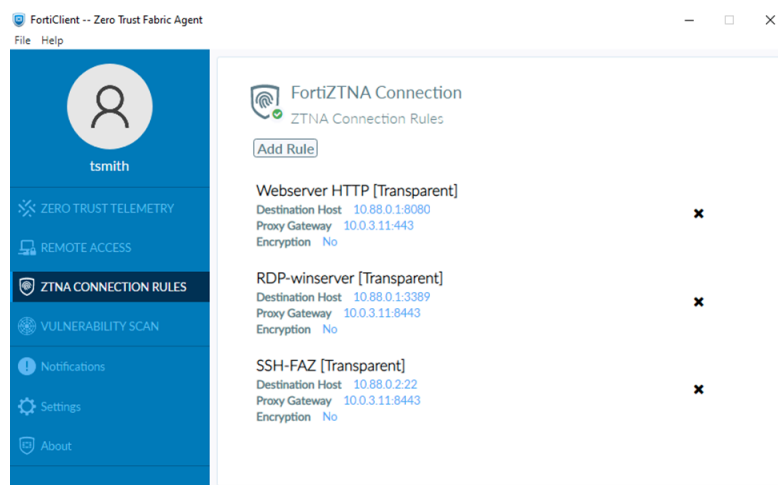 FortiClient -- Zero Trust Fabric Agent
File Help
tsmith
ZERO TRUST TELEMETRY
REMOTE ACCESS
ZTNA CONNECTION RULES
VULNERABILITY SCAN
Notifications
Settings
About
FortiZTNA Connection
ZTNA Connection Rules
Add Rule
Webserver HTTP [Transparent]
Destination Host 10.88.0.1:8080
Proxy Gateway 10.0.3.11:443
Encryption No
RDP-winserver [Transparent]
Destination Host 10.88.0.1:3389
Proxy Gateway 10.0.3.11:8443
Encryption No
SSH-FAZ [Transparent]
Destination Host 10.88.0.2:22
Proxy Gateway 10.0.3.11:8443
Encryption No